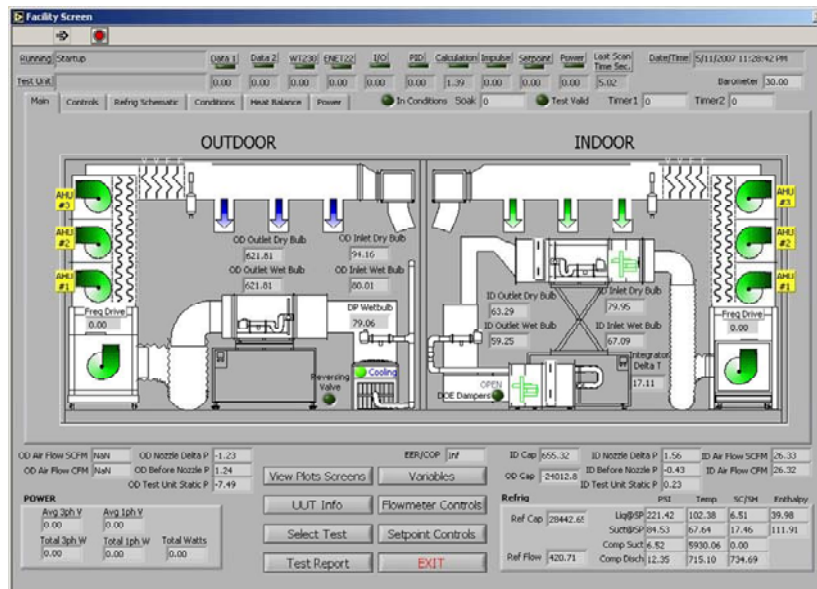 Facility Screen
Running Startup Data 1 Data 2 WT230 ENET22 I/O PID Calculation Impulse Setpoint Power Last Scan Time Sec. Date/Time 5/11/2007 11:28:42 PM
Test Unit 0.00 0.00 0.00 0.00 0.00 0.00 1.39 0.00 0.00 0.00 5.02 Barometer 30.00
Main Controls Refrig Schematic Conditions Heat Balance Power In Conditions Soak 0 Test Valid Timer1 0 Timer2 0
OUTDOOR INDOOR
AHU #3 AHU #3
AHU #2 AHU #2
AHU #1 AHU #1
OD Outlet Dry Bulb OD Inlet Dry Bulb
621.81 94.16
OD Outlet Wet Bulb OD Inlet Wet Bulb
621.81 80.01
ID Outlet Dry Bulb ID Inlet Dry Bulb
63.29 79.95
ID Outlet Wet Bulb ID Inlet Wet Bulb
59.25 67.09
Freq Drive DP Wetbulb Freq Drive
0.00 79.06 0.00
Integrator Delta T
17.11
Reversing Valve Cooling
OPEN
DOE Dampers
OD Air Flow SCFM NaN OD Nozzle Delta P -1.23 EER/COP Inf ID Cap 655.32 ID Nozzle Delta P 1.56 ID Air Flow SCFM 26.33
OD Air Flow CFM NaN OD Before Nozzle P 1.24 OD Cap -24012.8 ID Before Nozzle P -0.43 ID Air Flow CFM 26.32
OD Test Unit Static P -7.49 ID Test Unit Static P 0.23
View Plots Screens Variables
UUT Info Flowmeter Controls
Select Test Setpoint Controls
Test Report EXIT
POWER
Avg 3ph V Avg 1ph V
0.00 0.00
Total 3ph W Total 1ph W Total Watts
0.00 0.00 0.00
Refrig PSI Temp SC/SH Enthalpy
Ref Cap 28442.65 Liq@SP 221.42 102.38 6.51 39.98
Suct@SP 84.53 67.64 17.46 111.91
Comp Suct 6.52 5930.06 0.00
Ref Flow 420.71 Comp Disch 12.35 715.10 734.69